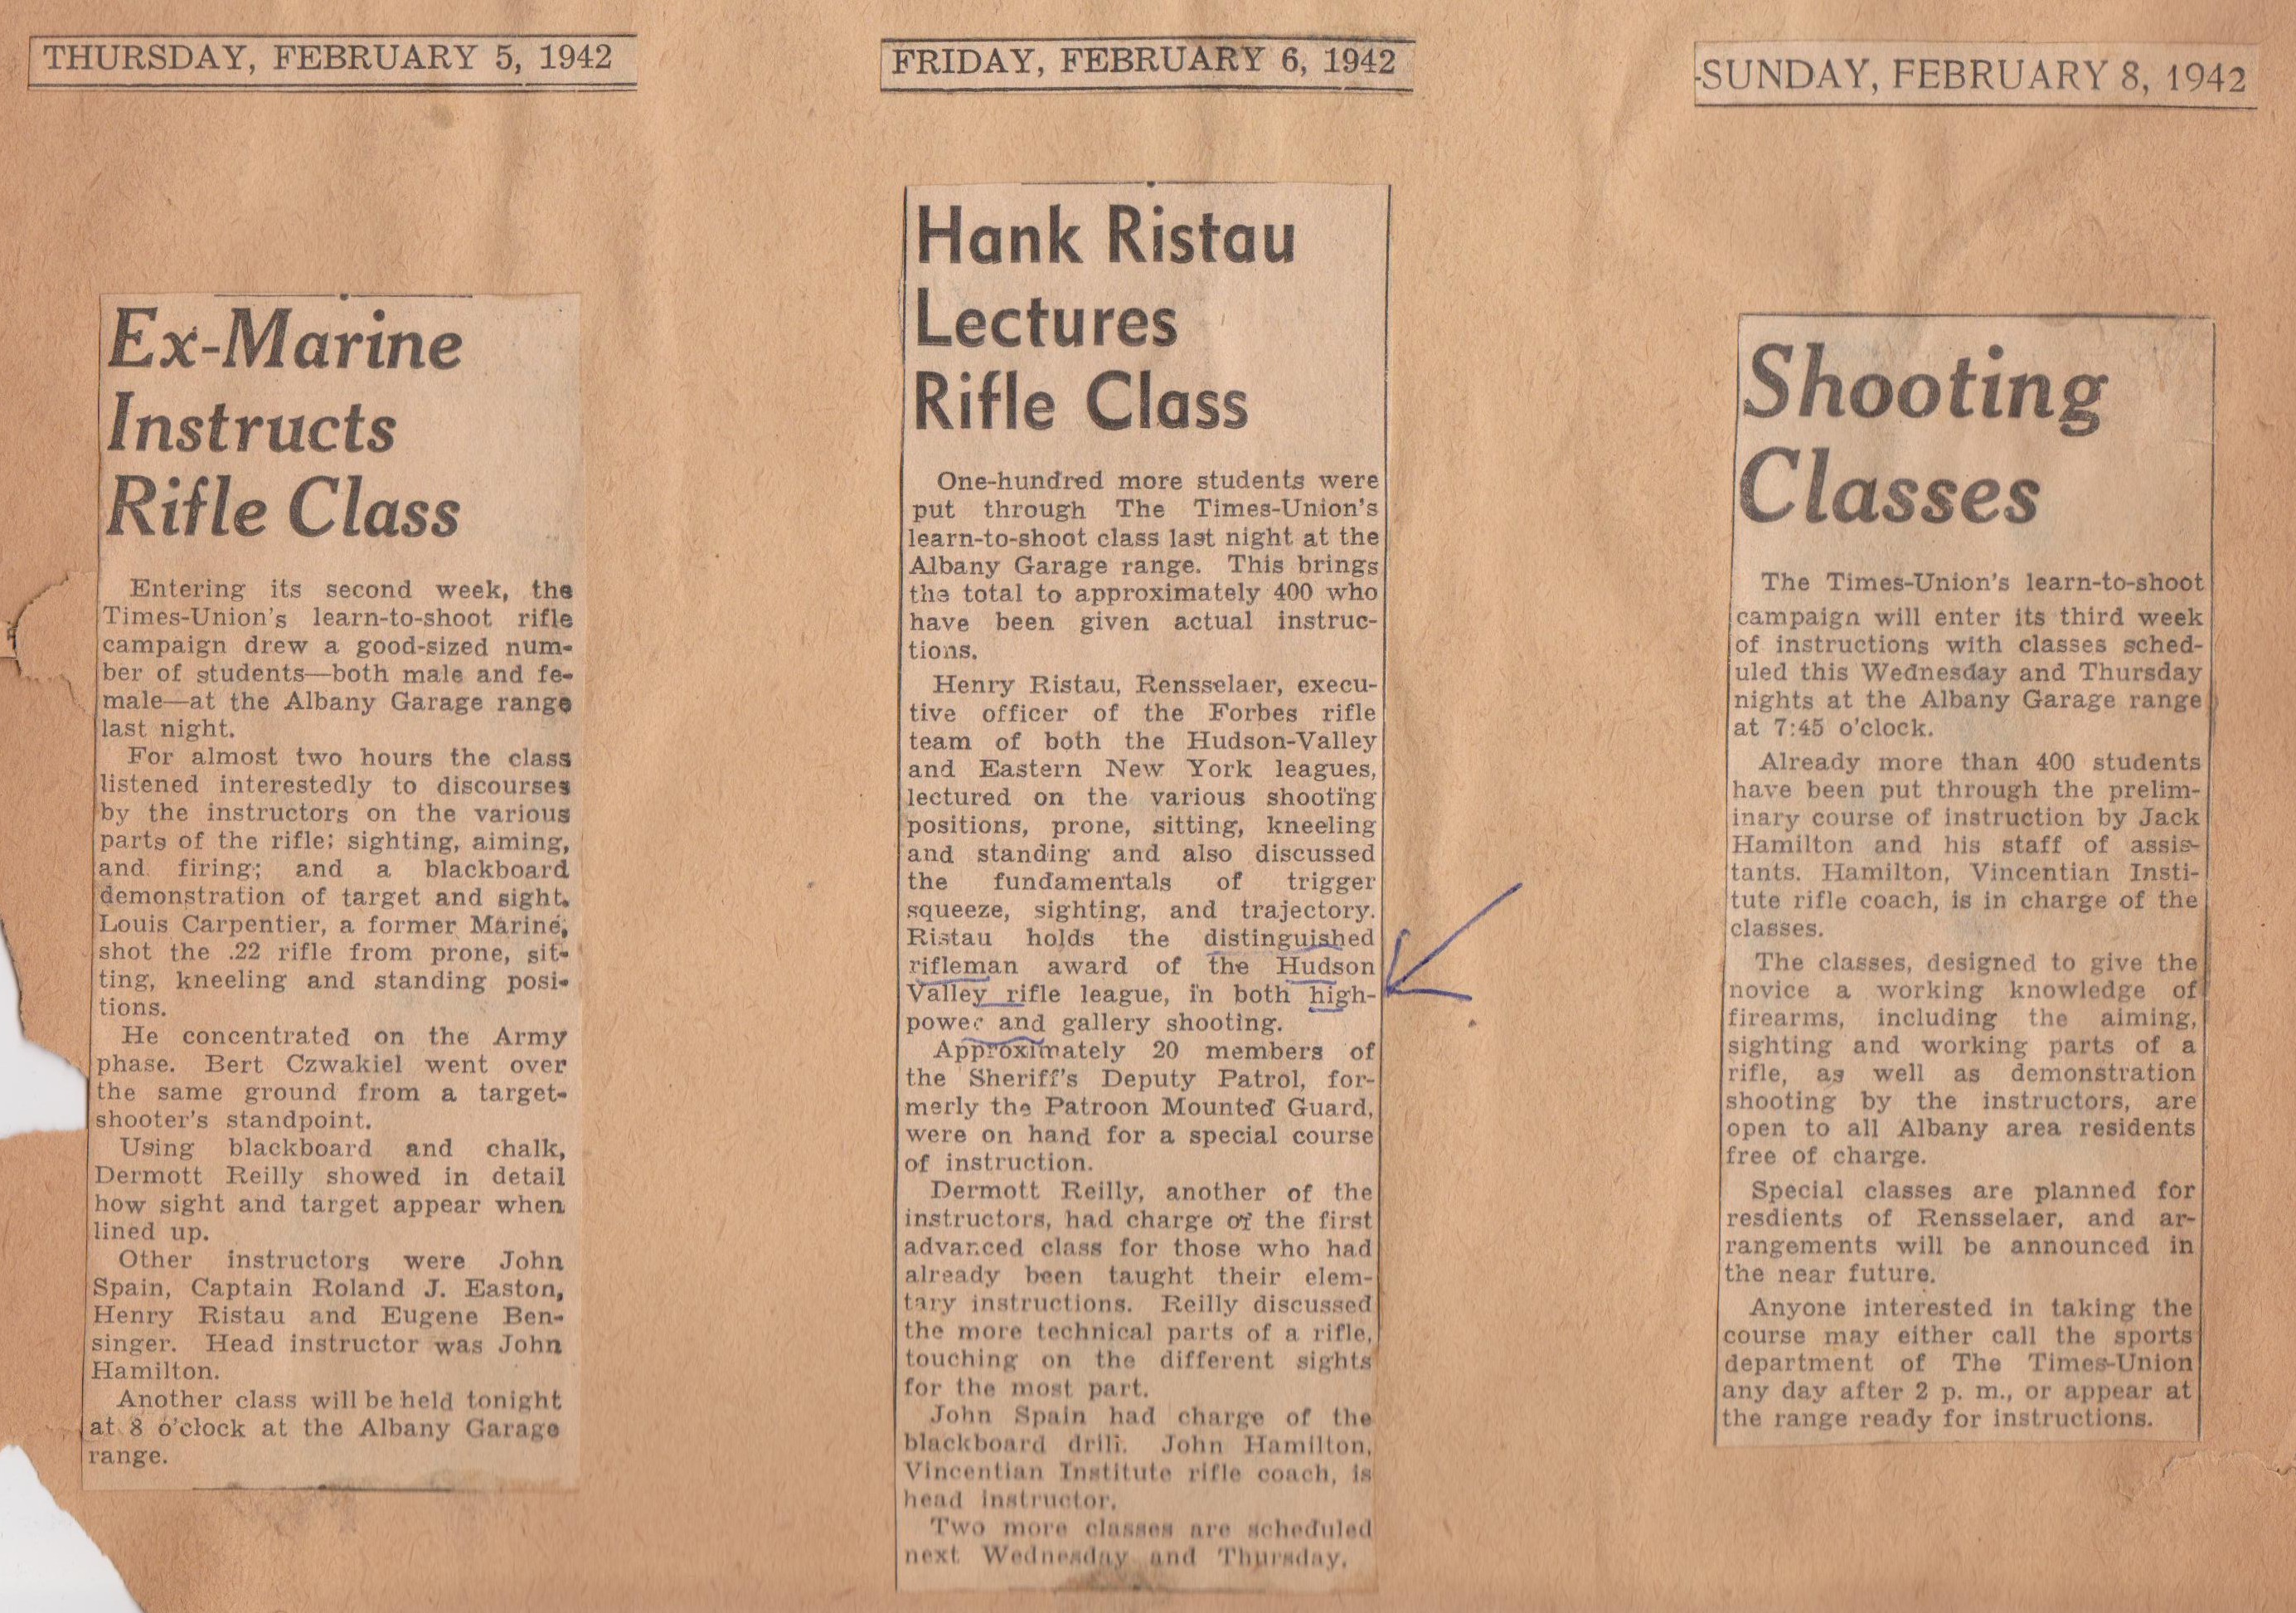 THURSDAY, FEBRUARY 5, 1942
Ex-Marine
Instructs
Rifle Class
Entering its second week, the
Times-Union's learn-to-shoot rifle
campaign drew a good-sized num-
ber of students—both male and fe-
male—at the Albany Garage range
last night.
For almost two hours the class
listened interestedly to discourses
by the instructors on the various
parts of the rifle; sighting, aiming,
and firing; and a blackboard
demonstration of target and sight.
Louis Carpentier, a former Marine,
shot the .22 rifle from prone, sit-
ting, kneeling and standing posi-
tions.
He concentrated on the Army
phase. Bert Czwakiel went over
the same ground from a target-
shooter's standpoint.
Using blackboard and chalk,
Dermott Reilly showed in detail
how sight and target appear when
lined up.
Other instructors were John
Spain, Captain Roland J. Easton,
Henry Ristau and Eugene Ben-
singer. Head instructor was John
Hamilton.
Another class will be held tonight
at 8 o'clock at the Albany Garage
range.
FRIDAY, FEBRUARY 6, 1942
Hank Ristau
Lectures
Rifle Class
One-hundred more students were
put through The Times-Union's
learn-to-shoot class last night at the
Albany Garage range. This brings
the total to approximately 400 who
have been given actual instruc-
tions.
Henry Ristau, Rensselaer, execu-
tive officer of the Forbes rifle
team of both the Hudson-Valley
and Eastern New York leagues,
lectured on the various shooting
positions, prone, sitting, kneeling
and standing and also discussed
the fundamentals of trigger
squeeze, sighting, and trajectory.
Ristau holds the distinguished
rifleman award of the Hudson
Valley rifle league, in both high-
power and gallery shooting.
Approximately 20 members of
the Sheriff's Deputy Patrol, for-
merly the Patroon Mounted Guard,
were on hand for a special course
of instruction.
Dermott Reilly, another of the
instructors, had charge of the first
advanced class for those who had
already been taught their elem-
tary instructions. Reilly discussed
the more technical parts of a rifle,
touching on the different sights
for the most part.
John Spain had charge of the
blackboard drill. John Hamilton,
Vincentian Institute rifle coach, is
head instructor.
Two more classes are scheduled
next Wednesday and Thursday.
-SUNDAY, FEBRUARY 8, 1942
Shooting
Classes
The Times-Union's learn-to-shoot
campaign will enter its third week
of instructions with classes sched-
uled this Wednesday and Thursday
nights at the Albany Garage range
at 7:45 o'clock.
Already more than 400 students
have been put through the prelim-
inary course of instruction by Jack
Hamilton and his staff of assis-
tants. Hamilton, Vincentian Insti-
tute rifle coach, is in charge of the
classes.
The classes, designed to give the
novice a working knowledge of
firearms, including the aiming,
sighting and working parts of a
rifle, as well as demonstration
shooting by the instructors, are
open to all Albany area residents
free of charge.
Special classes are planned for
resdients of Rensselaer, and ar-
rangements will be announced in
the near future.
Anyone interested in taking the
course may either call the sports
department of The Times-Union
any day after 2 p. m., or appear at
the range ready for instructions.